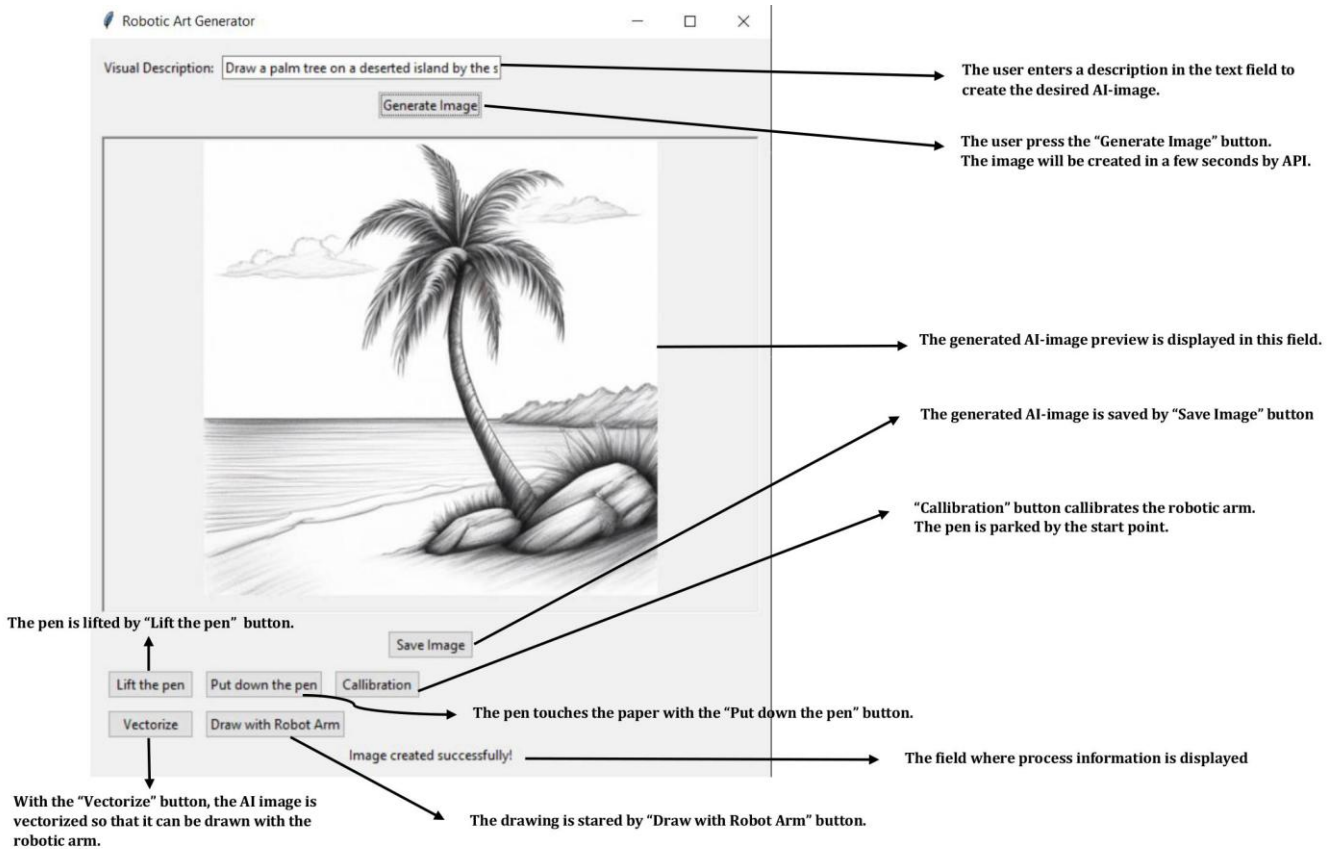 Robotic Art Generator
Visual Description: Draw a palm tree on a deserted island by the s
The user enters a description in the text field to
create the desired AI-image.
Generate Image
The user press the “Generate Image” button.
The image will be created in a few seconds by API.
The generated AI-image preview is displayed in this field.
The generated AI-image is saved by “Save Image” button
“Callibration” button callibrates the robotic arm.
The pen is parked by the start point.
The pen is lifted by “Lift the pen” button.
Save Image
Lift the pen Put down the pen Callibration
The pen touches the paper with the “Put down the pen” button.
Vectorize Draw with Robot Arm
Image created successfully!
The field where process information is displayed
With the “Vectorize” button, the AI image is
vectorized so that it can be drawn with the
robotic arm.
The drawing is stared by “Draw with Robot Arm” button.